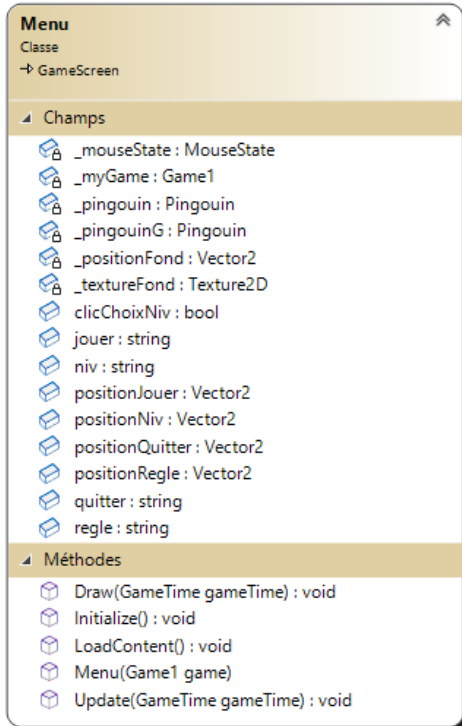 Menu
Classe
GameScreen
Champs
_mouseState : MouseState
_myGame : Game1
_pingouin : Pingouin
_pingouinG : Pingouin
_positionFond : Vector2
_textureFond : Texture2D
clicChoixNiv : bool
jouer : string
niv : string
positionJouer : Vector2
positionNiv : Vector2
positionQuitter : Vector2
positionRegle : Vector2
quitter : string
regle : string
Méthodes
Draw(GameTime gameTime) : void
Initialize() : void
LoadContent() : void
Menu(Game1 game)
Update(GameTime gameTime) : void